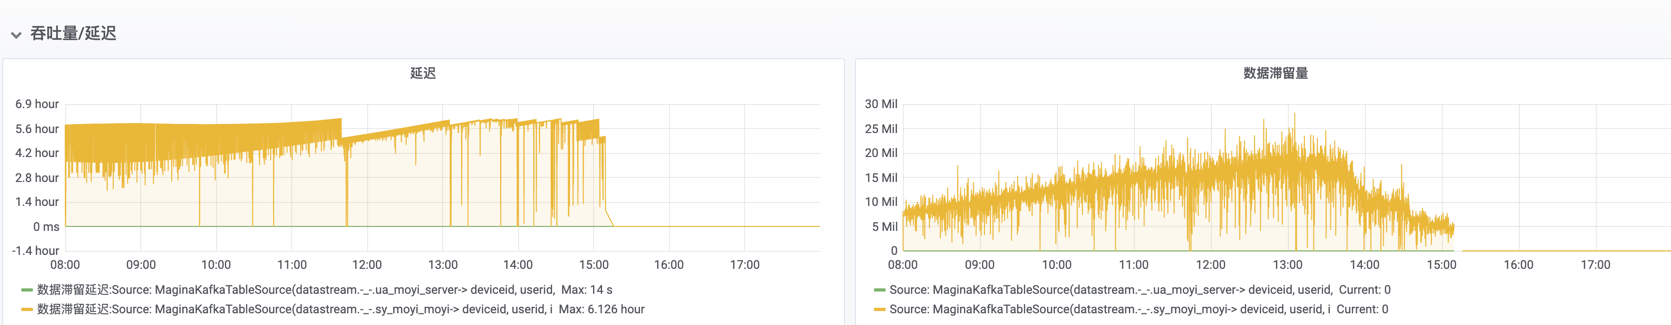 吞吐量/延迟
延迟
6.9 hour
5.6 hour
4.2 hour
2.8 hour
1.4 hour
0 ms
-1.4 hour
08:00 09:00 10:00 11:00 12:00 13:00 14:00 15:00 16:00 17:00
数据滞留延迟:Source: MaginaKafkaTableSource(datastream.-_-.ua_moyi_server-> deviceid, userid, Max: 14 s
数据滞留延迟:Source: MaginaKafkaTableSource(datastream.-_-.sy_moyi_moyi-> deviceid, userid, i Max: 6.126 hour
数据滞留量
30 Mil
25 Mil
20 Mil
15 Mil
10 Mil
5 Mil
0
08:00 09:00 10:00 11:00 12:00 13:00 14:00 15:00 16:00 17:00
Source: MaginaKafkaTableSource(datastream.-_-.ua_moyi_server-> deviceid, userid, Current: 0
Source: MaginaKafkaTableSource(datastream.-_-.sy_moyi_moyi-> deviceid, userid, i Current: 0